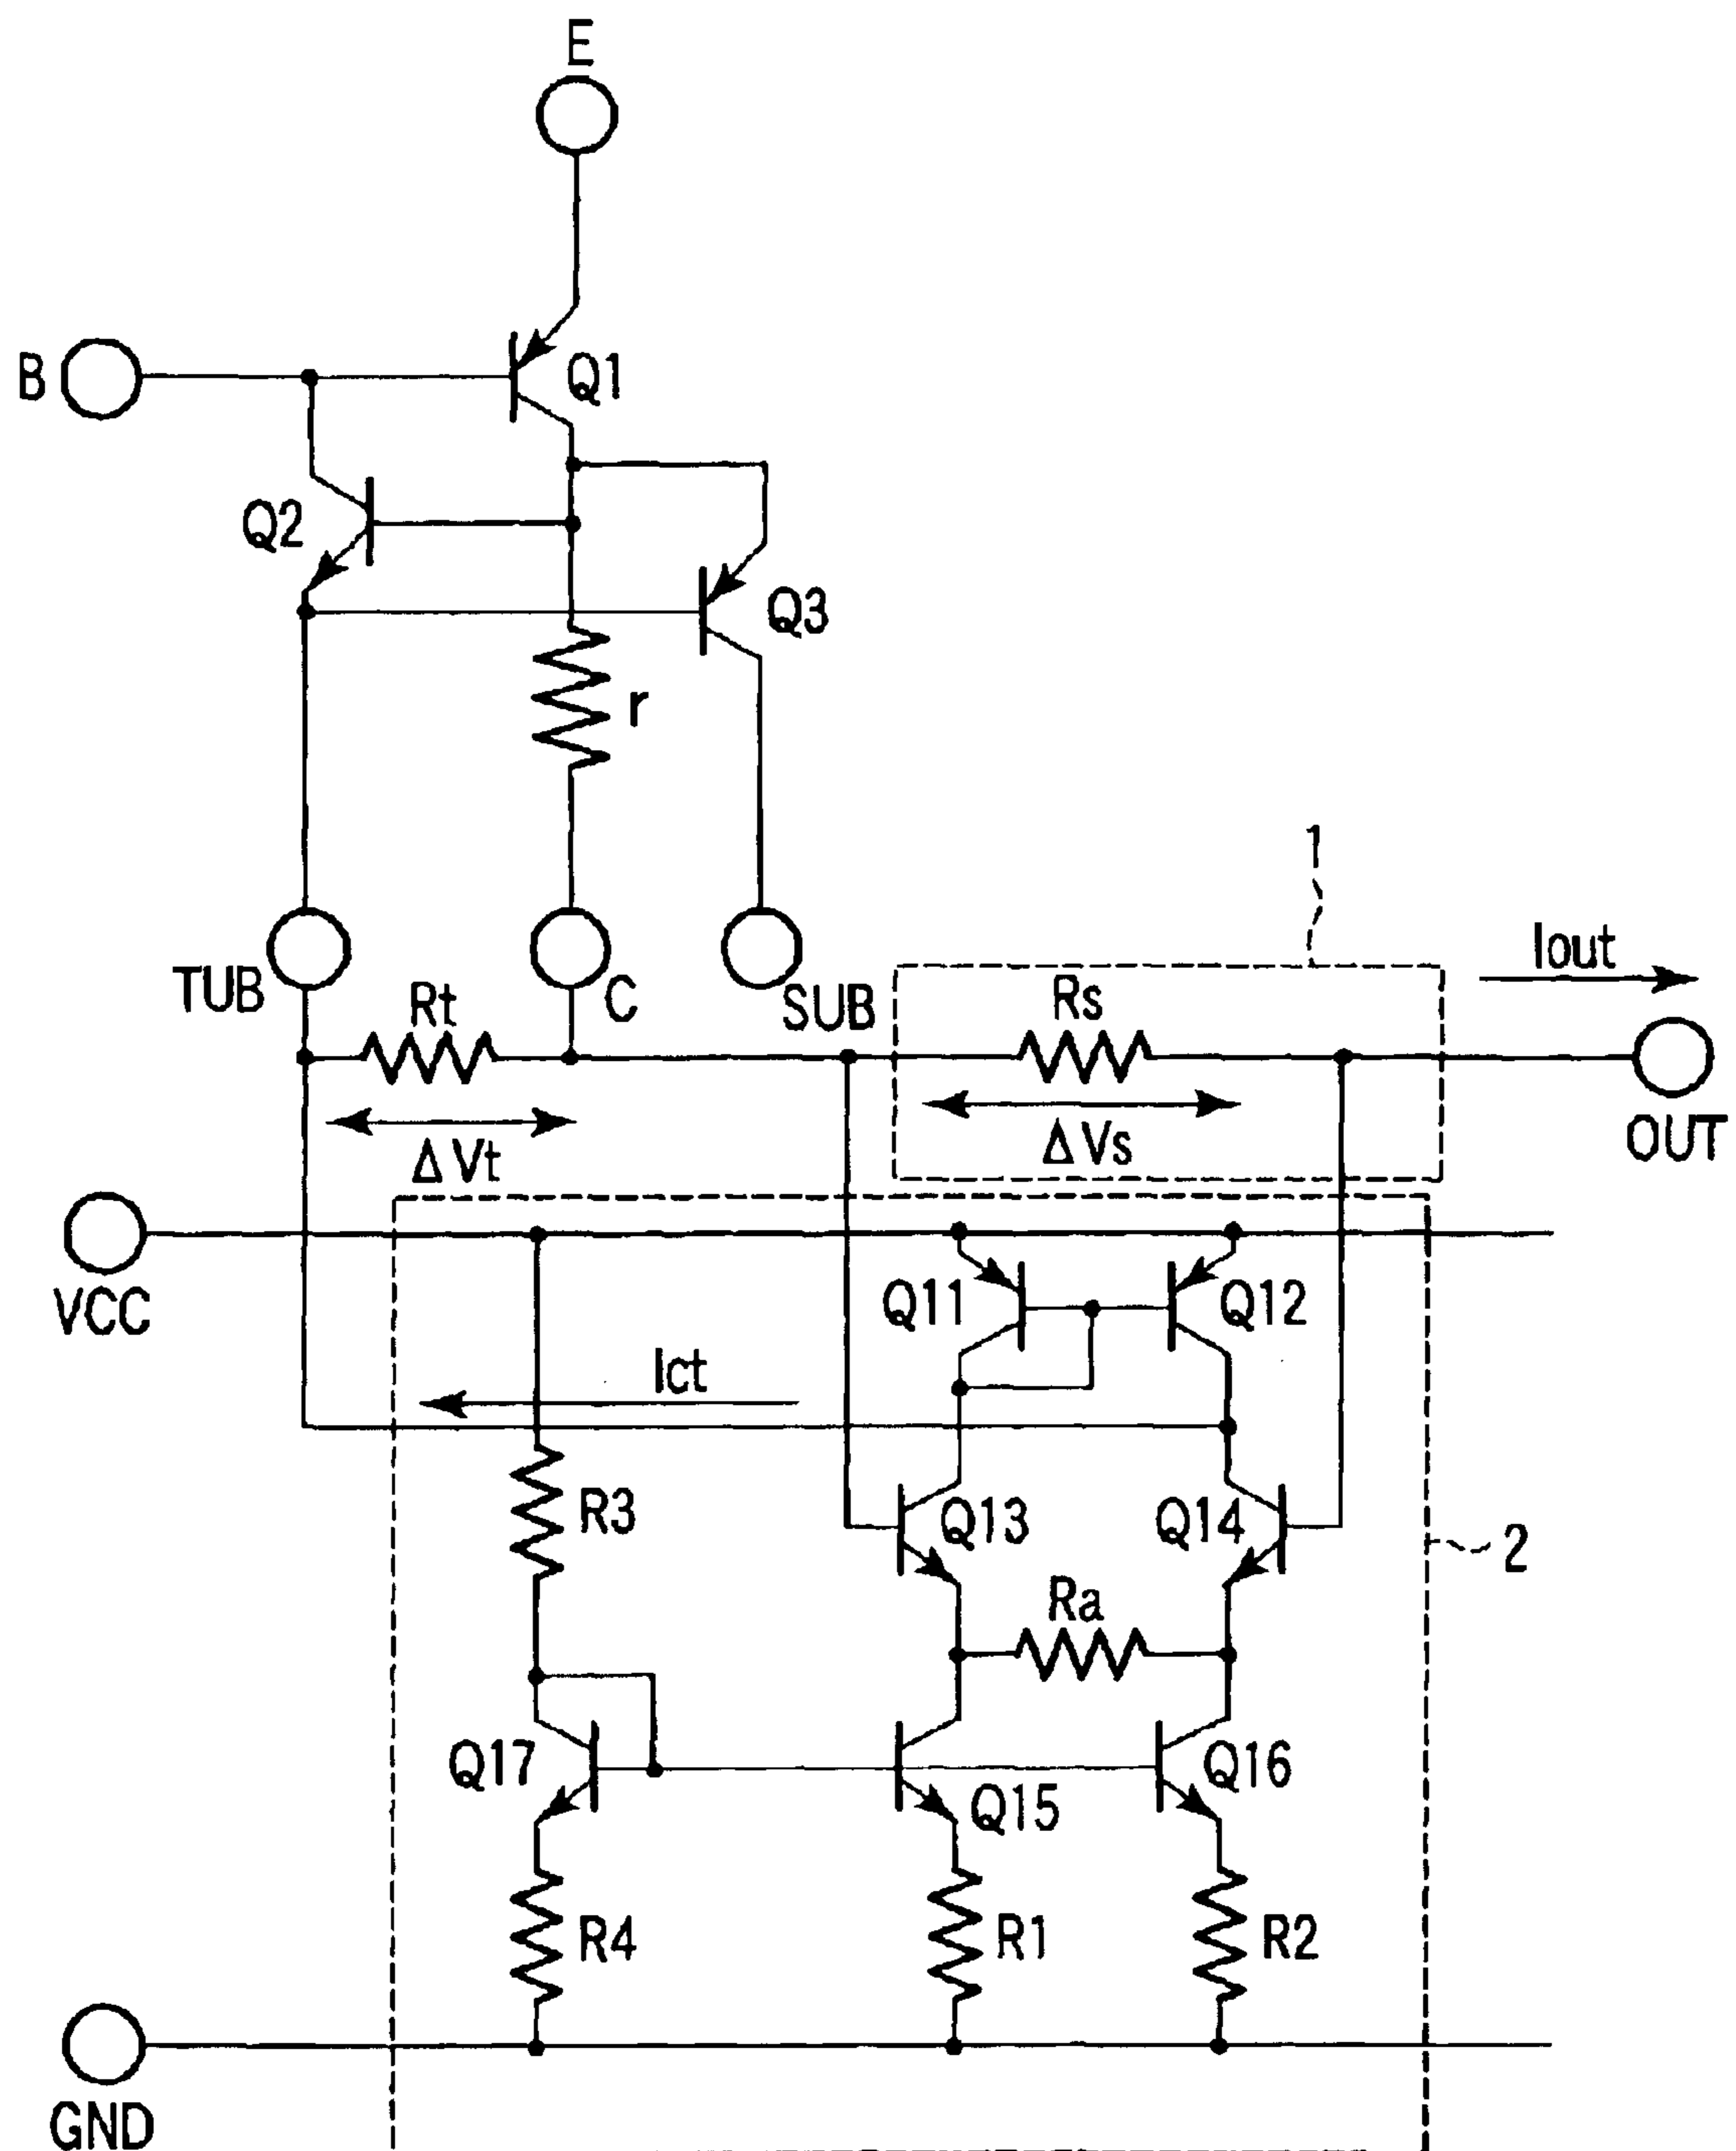 E
B
Q1
Q2
Q3
r
1
Iout
TUB
Rt
C
SUB
Rs
ΔVt
ΔVs
OUT
VCC
Q11
Q12
Ict
R3
Q13
Q14
2
Ra
Q17
Q15
Q16
R4
R1
R2
GND